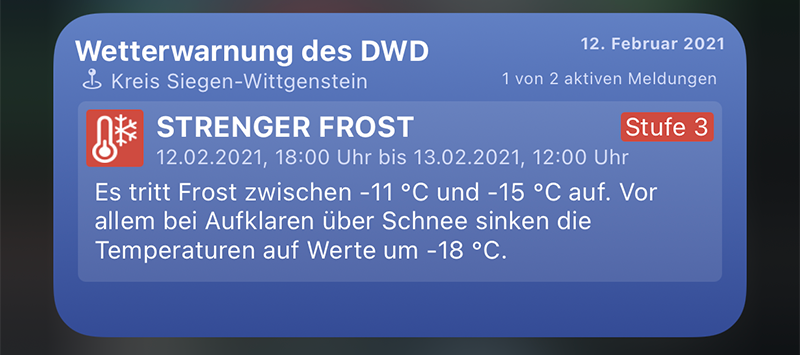 Wetterwarnung des DWD
12. Februar 2021
Kreis Siegen-Wittgenstein
1 von 2 aktiven Meldungen
STRENGER FROST
Stufe 3
12.02.2021, 18:00 Uhr bis 13.02.2021, 12:00 Uhr
Es tritt Frost zwischen -11 °C und -15 °C auf. Vor
allem bei Aufklaren über Schnee sinken die
Temperaturen auf Werte um -18 °C.